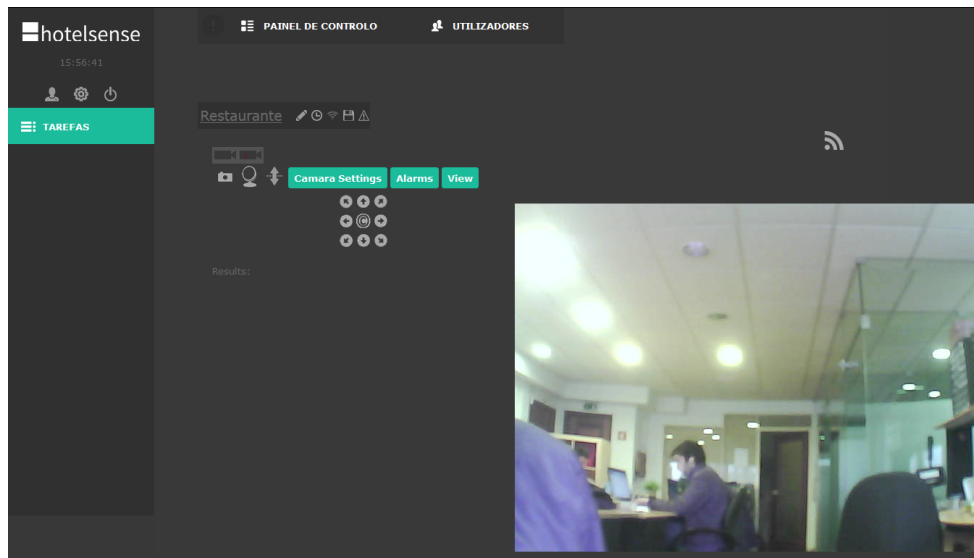 hotelsense
15:56:41
TAREFAS
PAINEL DE CONTROLO
UTILIZADORES
Restaurante
Camara Settings
Alarms
View
Results: